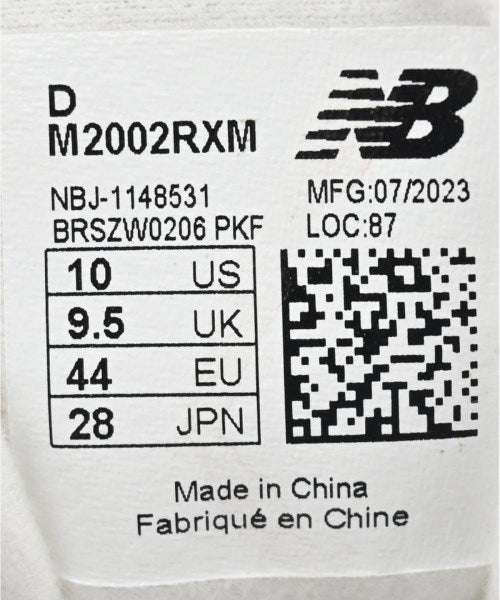 D
M2002RXM
NB
NBJ-1148531
MFG:07/2023
BRSZW0206 PKF
LOC:87
10 US
9.5 UK
44 EU
28 JPN
Made in China
Fabriqué en Chine